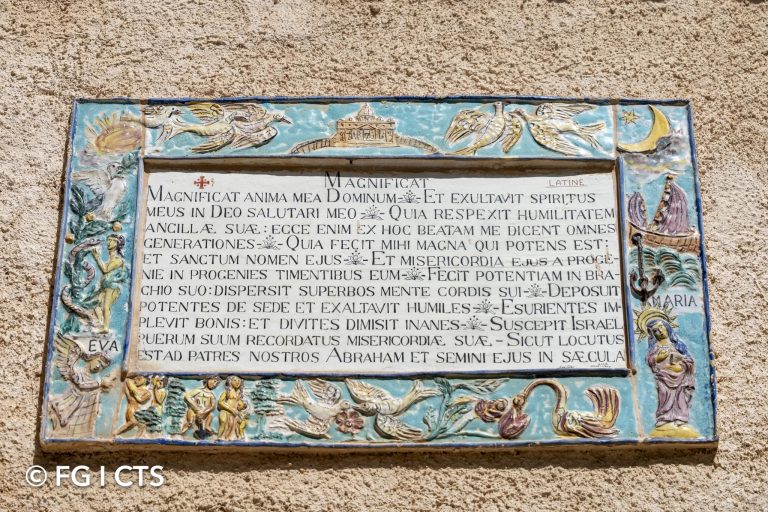 MAGNIFICAT
LATINE
MAGNIFICAT ANIMA MEA DOMINUM - ET EXULTAVIT SPIRITUS
MEUS IN DEO SALUTARI MEO - QUIA RESPEXIT HUMILITATEM
ANCILLÆ SUÆ: ECCE ENIM EX HOC BEATAM ME DICENT OMNES
GENERATIONES - QUIA FECIT MIHI MAGNA QUI POTENS EST:
ET SANCTUM NOMEN EJUS - ET MISERICORDIA EJUS A PROGE-
NIE IN PROGENIES TIMENTIBUS EUM - FECIT POTENTIAM IN BRA-
CHIO SUO: DISPERSIT SUPERBOS MENTE CORDIS SUI - DEPOSUIT
POTENTES DE SEDE ET EXALTAVIT HUMILES - ESURIENTES IM-
PLEVIT BONIS: ET DIVITES DIMISIT INANES - SUSCEPIT ISRAEL
PUERUM SUUM RECORDATUS MISERICORDIÆ SUÆ - SICUT LOCUTUS
EST AD PATRES NOSTROS ABRAHAM ET SEMINI EJUS IN SÆCULA
EVA
MARIA
© FG | CTS